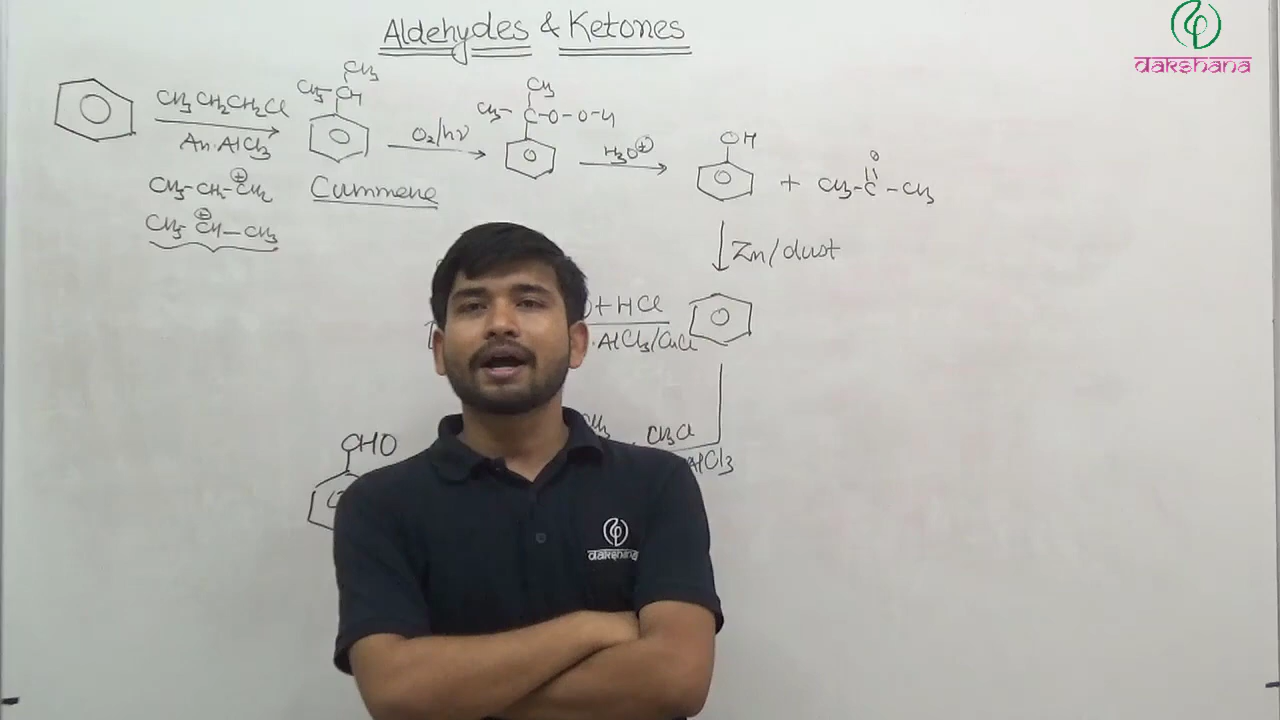 Aldehydes & Ketones
dakshana
CH3CH2CH2Cl
An·AlCl3
CH3-CH-CH2
⊕
CH3-CH-CH3
⊕
CH3
CH3-CH
Cummene
O2/hν
CH3
CH3-C-O-O-H
H3O⊕
OH
+
O
CH3-C-CH3
Zn/dust
+HCl
·AlCl3/CuCl
CH3Cl
AlCl3
CHO
dakshana